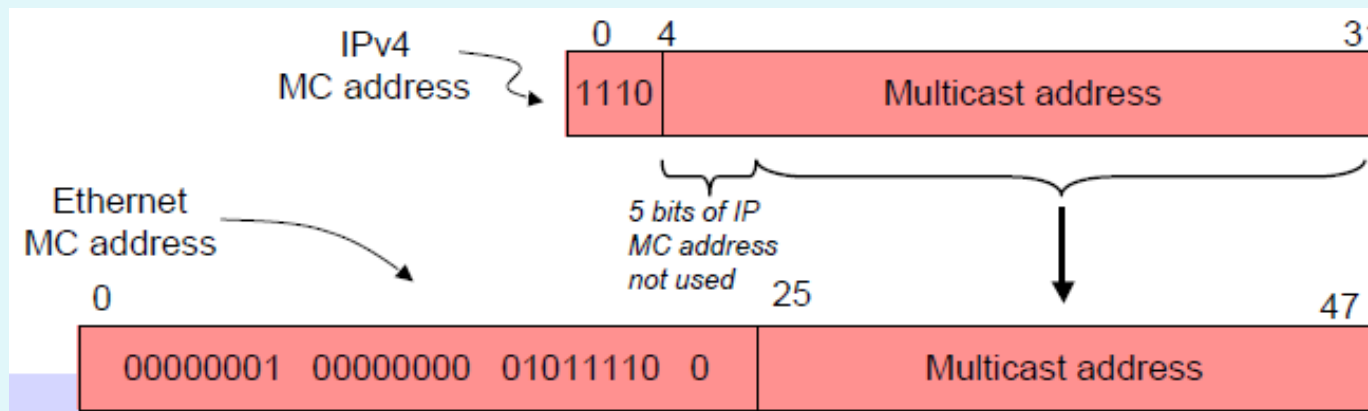 0 4 31
IPv4
MC address
1110 Multicast address
5 bits of IP
MC address
not used
Ethernet
MC address
0 25 47
00000001 00000000 01011110 0 Multicast address